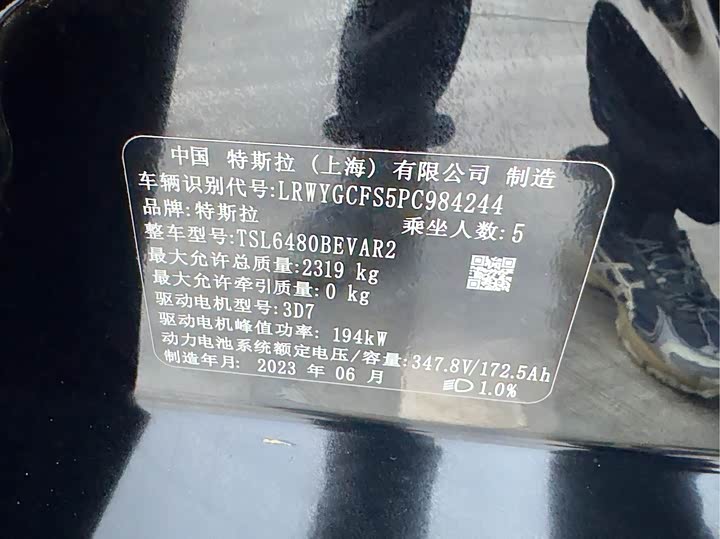 中国 特斯拉 (上海) 有限公司 制造
车辆识别代号:LRWYGCFS5PC984244
品牌:特斯拉 乘坐人数:5
整车型号:TSL6480BEVAR2
最大允许总质量:2319 kg
最大允许牵引质量:0 kg
驱动电机型号:3D7
驱动电机峰值功率: 194kW
动力电池系统额定电压/容量:347.8V/172.5Ah
制造年月: 2023 年 06 月 1.0%